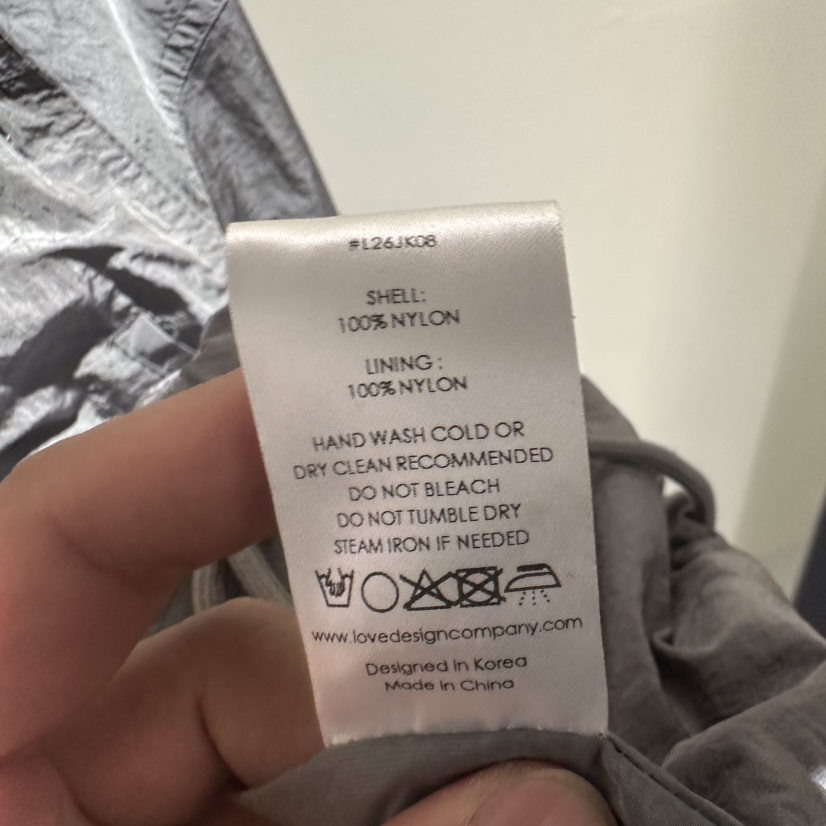 #L26JK08
SHELL:
100% NYLON
LINING :
100% NYLON
HAND WASH COLD OR
DRY CLEAN RECOMMENDED
DO NOT BLEACH
DO NOT TUMBLE DRY
STEAM IRON IF NEEDED
www.lovedesigncompany.com
Designed in Korea
Made in China